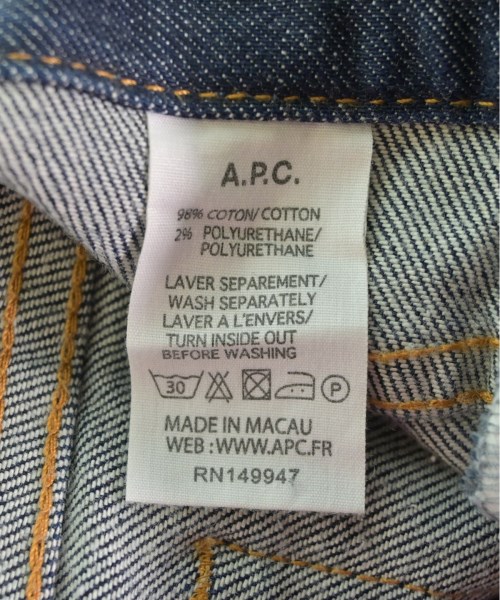 A.P.C.
98% COTON/COTTON
2% POLYURETHANE/
POLYURETHANE
LAVER SEPAREMENT/
WASH SEPARATELY
LAVER A L'ENVERS/
TURN INSIDE OUT
BEFORE WASHING
30 P
MADE IN MACAU
WEB : WWW.APC.FR
RN149947